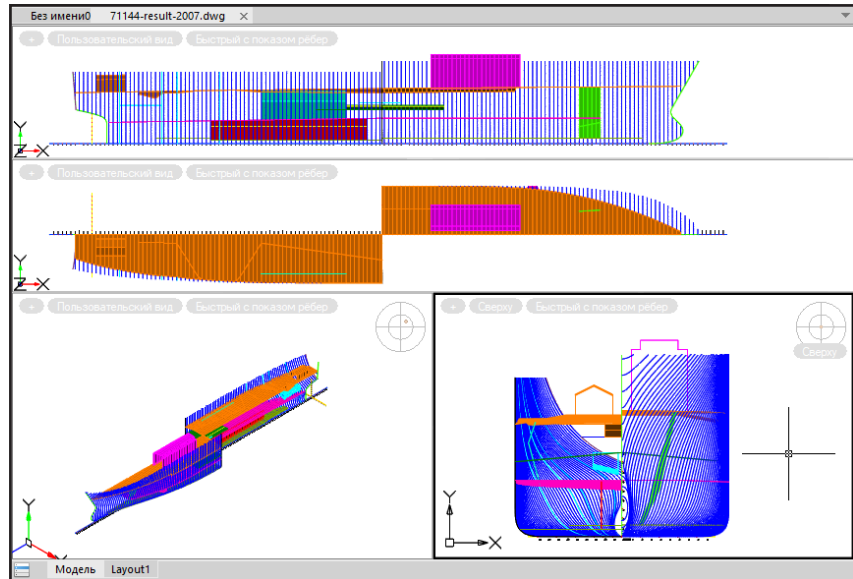 Без имени0 71144-result-2007.dwg ×
+ Пользовательский вид Быстрый с показом рёбер
Y
Z X
+ Пользовательский вид Быстрый с показом рёбер
Y
Z X
+ Пользовательский вид Быстрый с показом рёбер
Y
X
+ Сверху Быстрый с показом рёбер
Сверху
Y
X
Модель Layout1